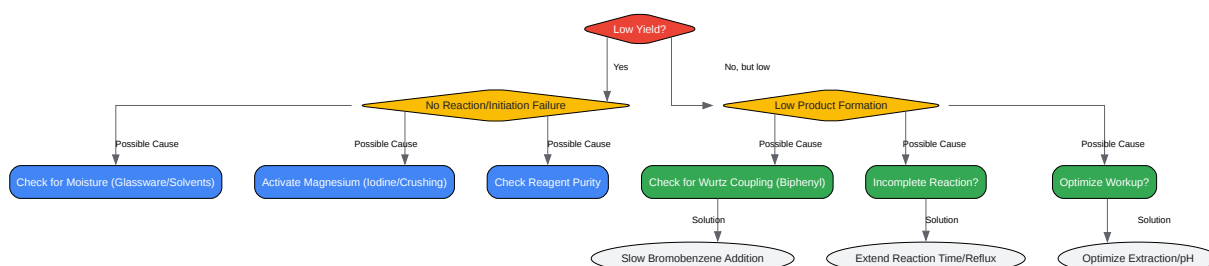 Low Yield?
Yes
No, but low
No Reaction/Initiation Failure
Low Product Formation
Possible Cause
Possible Cause
Possible Cause
Possible Cause
Possible Cause
Possible Cause
Check for Moisture (Glassware/Solvents)
Activate Magnesium (Iodine/Crushing)
Check Reagent Purity
Check for Wurtz Coupling (Biphenyl)
Incomplete Reaction?
Optimize Workup?
Solution
Solution
Solution
Slow Bromobenzene Addition
Extend Reaction Time/Reflux
Optimize Extraction/pH